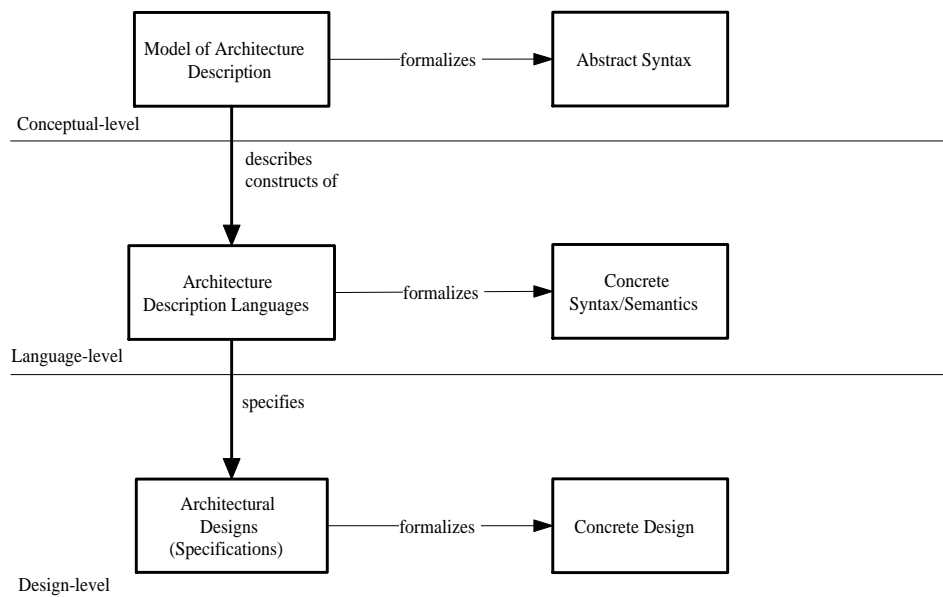 Model of Architecture
Description
formalizes
Abstract Syntax
Conceptual-level
describes
constructs of
Architecture
Description Languages
formalizes
Concrete
Syntax/Semantics
Language-level
specifies
Architectural
Designs
(Specifications)
formalizes
Concrete Design
Design-level